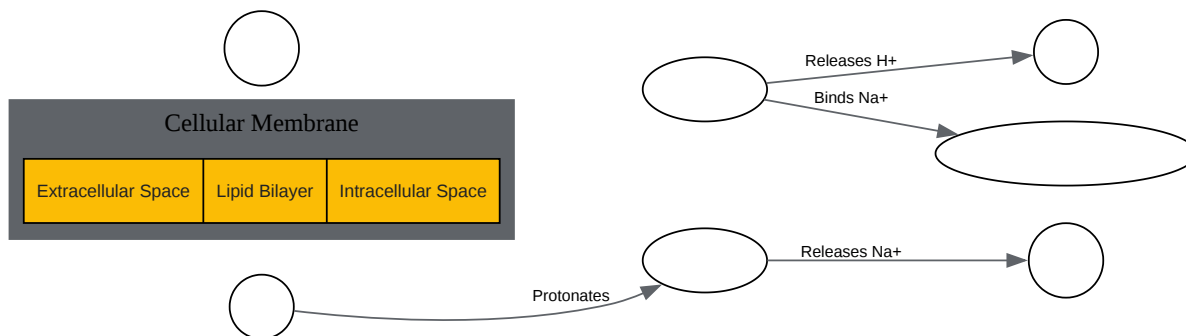 Cellular Membrane
Extracellular Space
Lipid Bilayer
Intracellular Space
Releases H+
Binds Na+
Releases Na+
Protonates